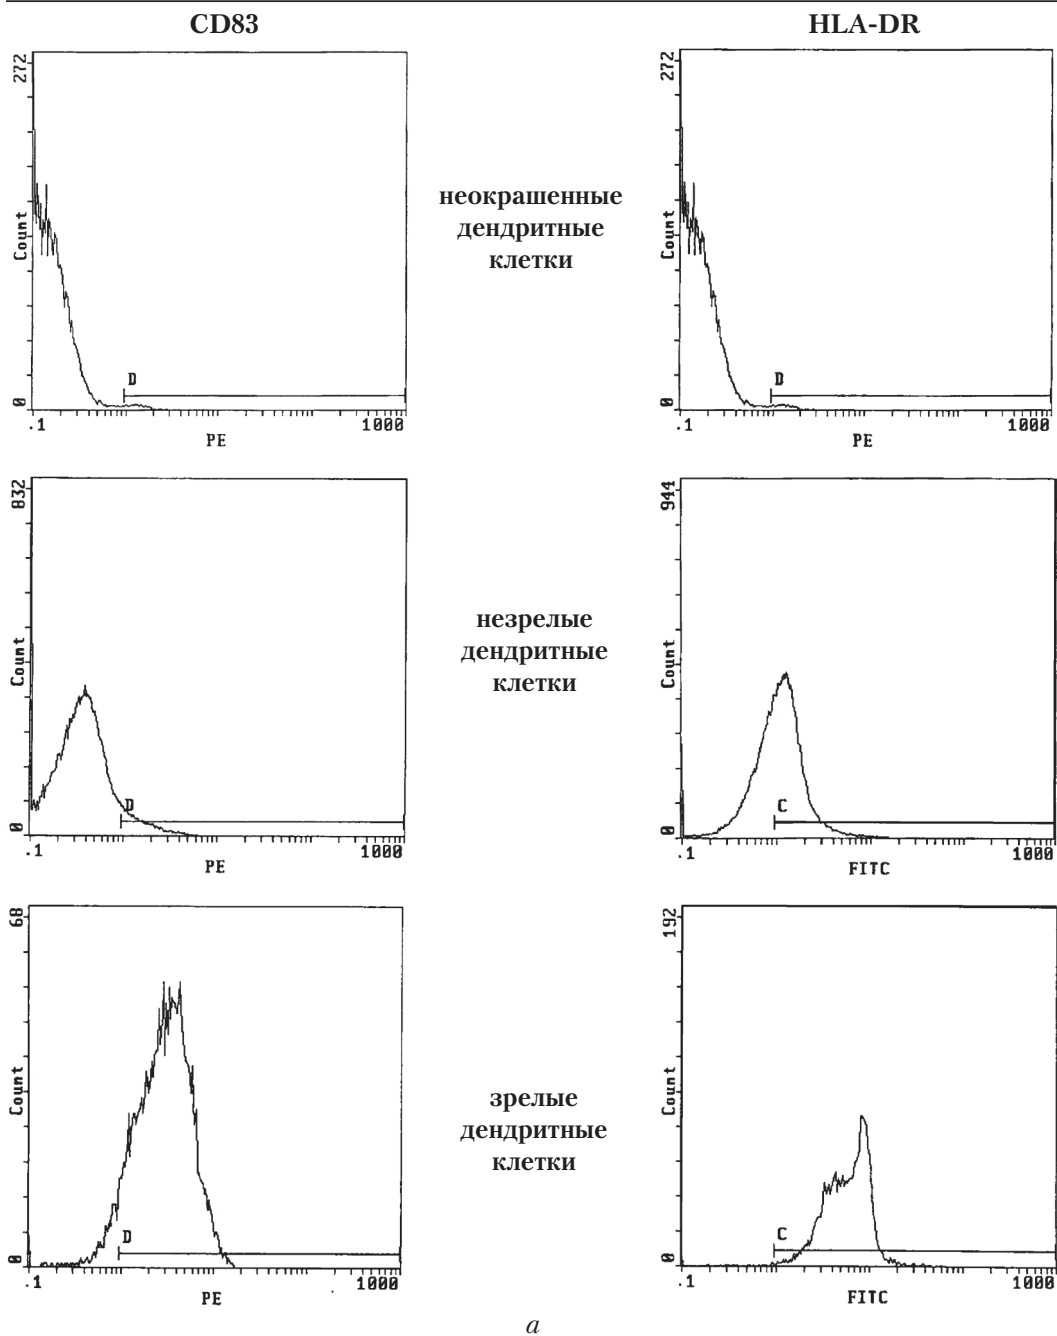 CD83
HLA-DR
272
Count
0
D
.1
1000
PE
неокрашенные
дендритные
клетки
272
Count
0
D
.1
1000
PE
832
Count
0
D
.1
1000
PE
незрелые
дендритные
клетки
944
Count
0
C
.1
1000
FITC
68
Count
0
D
.1
1000
PE
зрелые
дендритные
клетки
192
Count
0
C
.1
1000
FITC
а